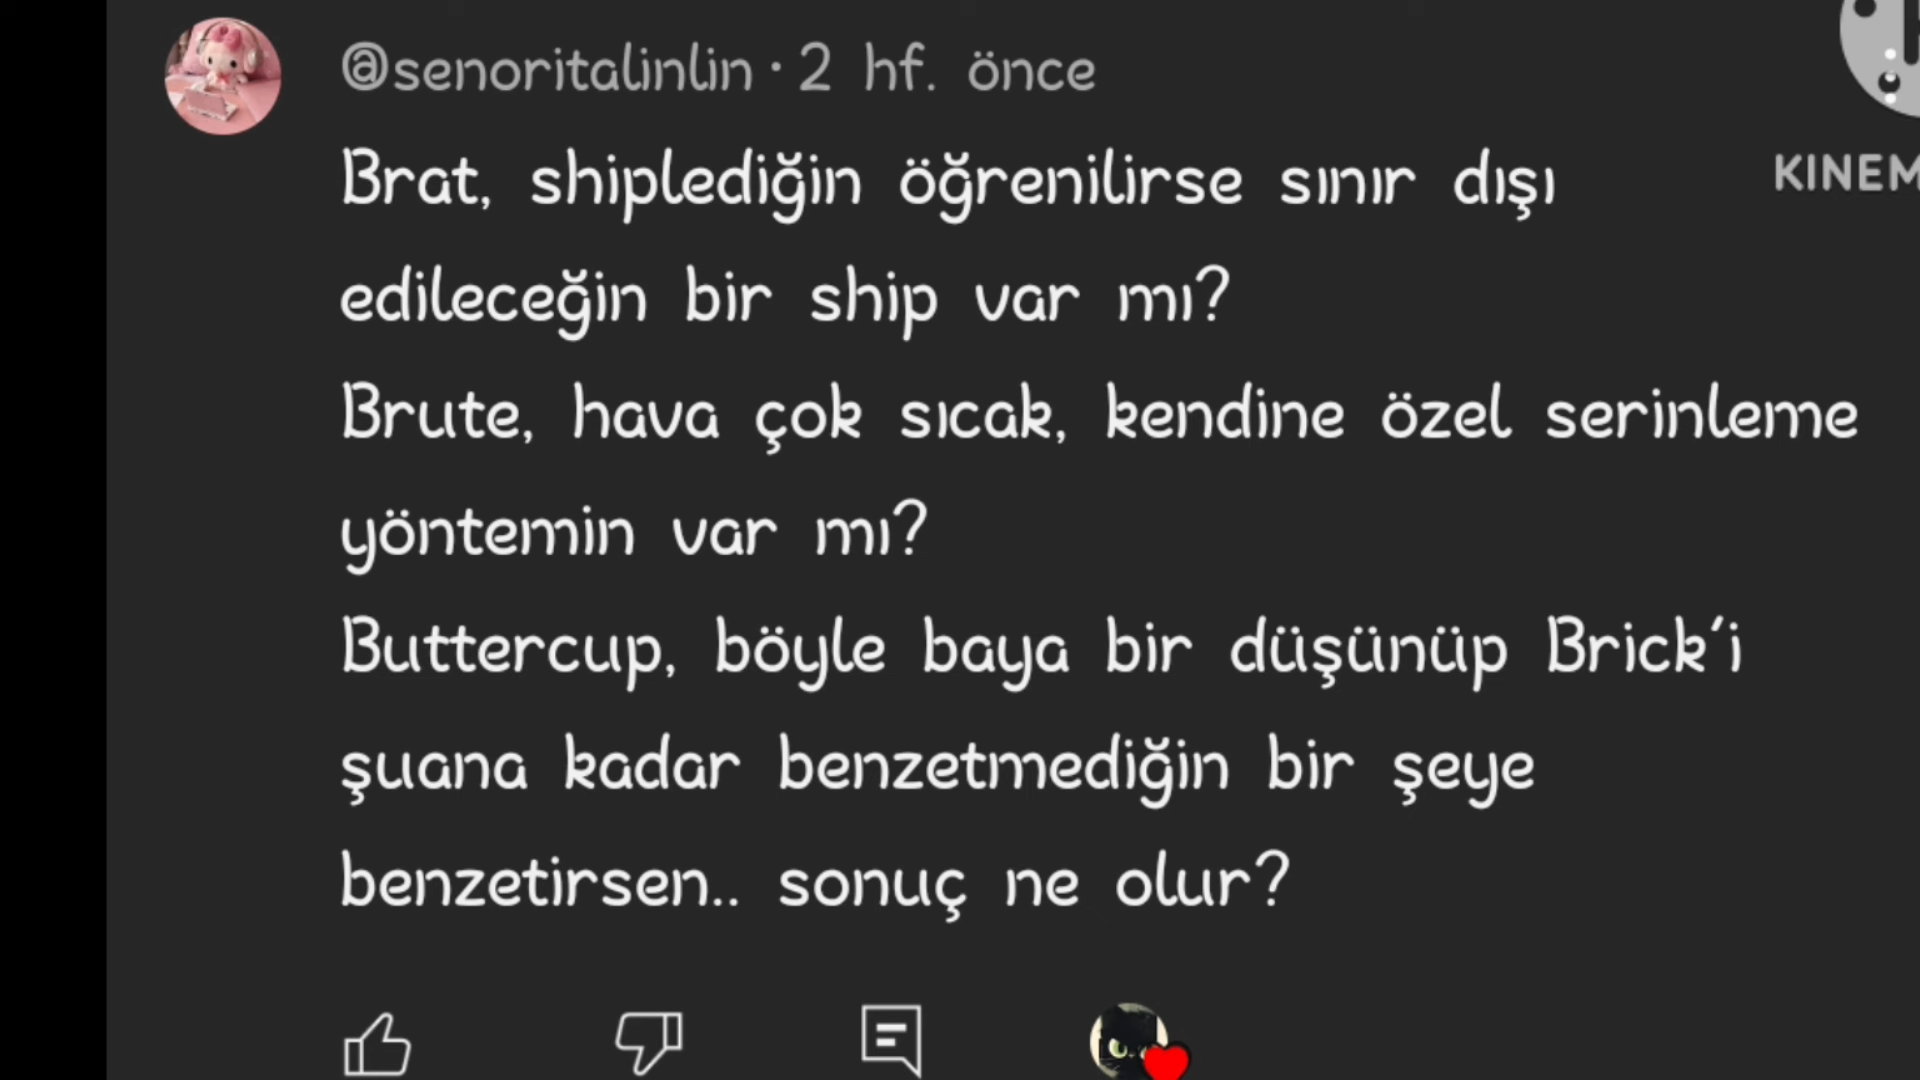 @senoritalinlin · 2 hf. önce
Brat, shiplediğin öğrenilirse sınır dışı
KINEM
edileceğin bir ship var mı?
Brute, hava çok sıcak, kendine özel serinleme
yöntemin var mı?
Buttercup, böyle baya bir düşünüp Brick'i
şuana kadar benzetmediğin bir şeye
benzetirsen.. sonuç ne olur?